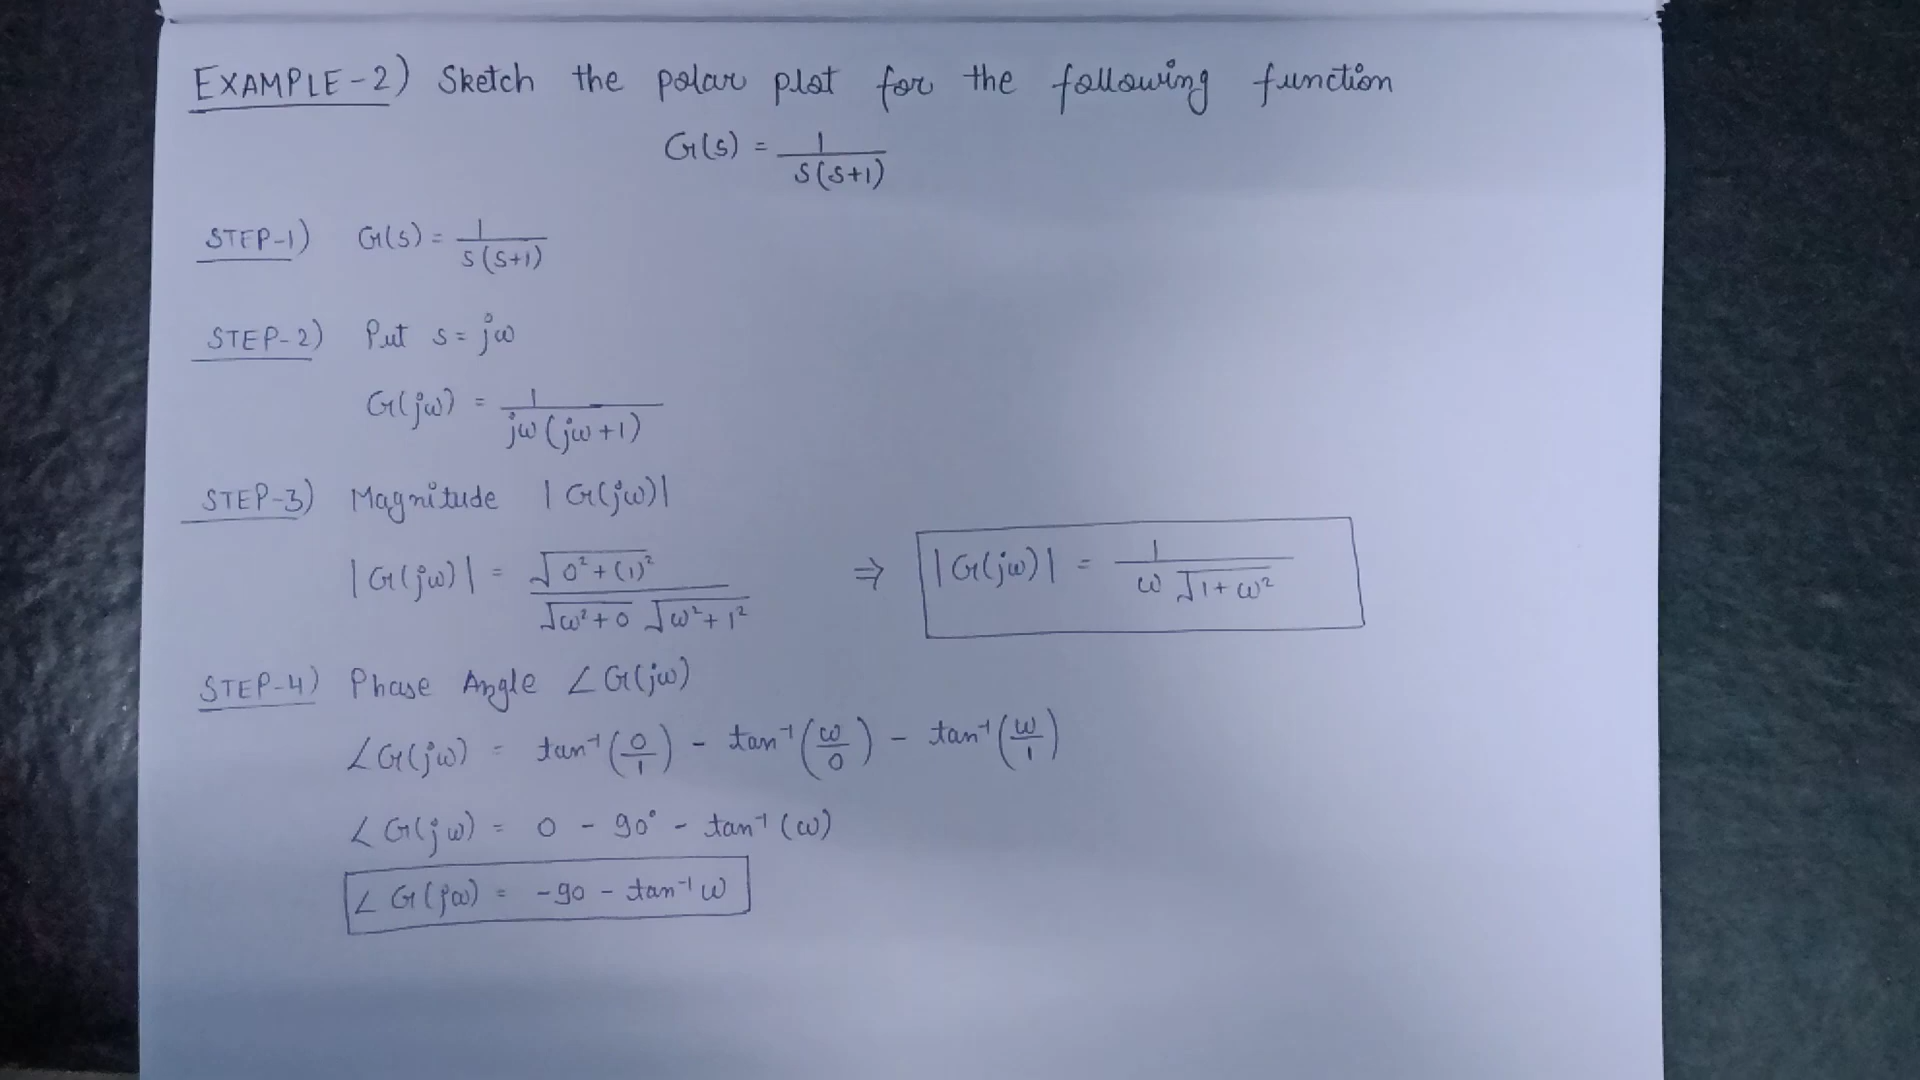 EXAMPLE-2) Sketch the polar plot for the following function
G(s) = 1 / s(s+1)
STEP-1) G(s) = 1 / s(s+1)
STEP-2) Put s = jω
G(jω) = 1 / jω (jω+1)
STEP-3) Magnitude |G(jω)|
|G(jω)| = √0²+(1)² / √ω²+0 √ω²+1² ⇒ |G(jω)| = 1 / ω √1+ω²
STEP-4) Phase Angle ∠G(jω)
∠G(jω) = tan⁻¹(0/1) - tan⁻¹(ω/0) - tan⁻¹(ω/1)
∠G(jω) = 0 - 90° - tan⁻¹(ω)
∠G(jω) = -90 - tan⁻¹ω